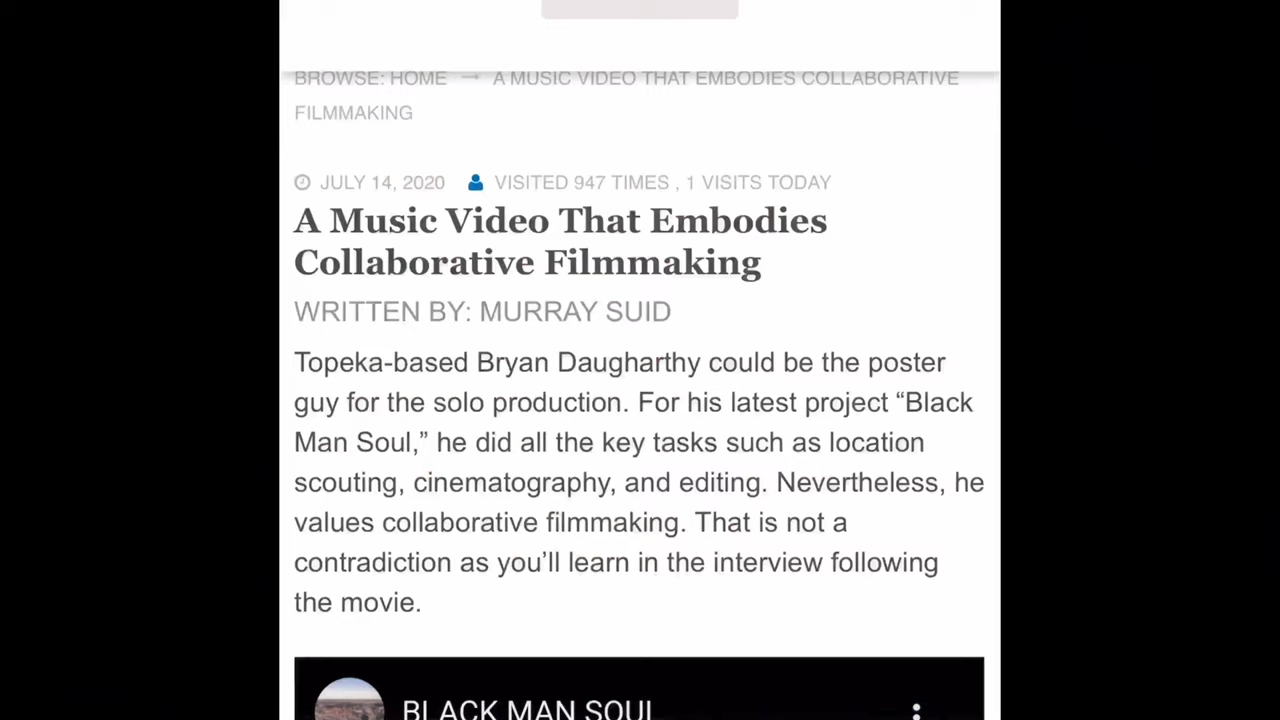 BROWSE: HOME → A MUSIC VIDEO THAT EMBODIES COLLABORATIVE
FILMMAKING
JULY 14, 2020 VISITED 947 TIMES , 1 VISITS TODAY
A Music Video That Embodies
Collaborative Filmmaking
WRITTEN BY: MURRAY SUID
Topeka-based Bryan Daugharthy could be the poster
guy for the solo production. For his latest project “Black
Man Soul,” he did all the key tasks such as location
scouting, cinematography, and editing. Nevertheless, he
values collaborative filmmaking. That is not a
contradiction as you’ll learn in the interview following
the movie.
BLACK MAN SOUL